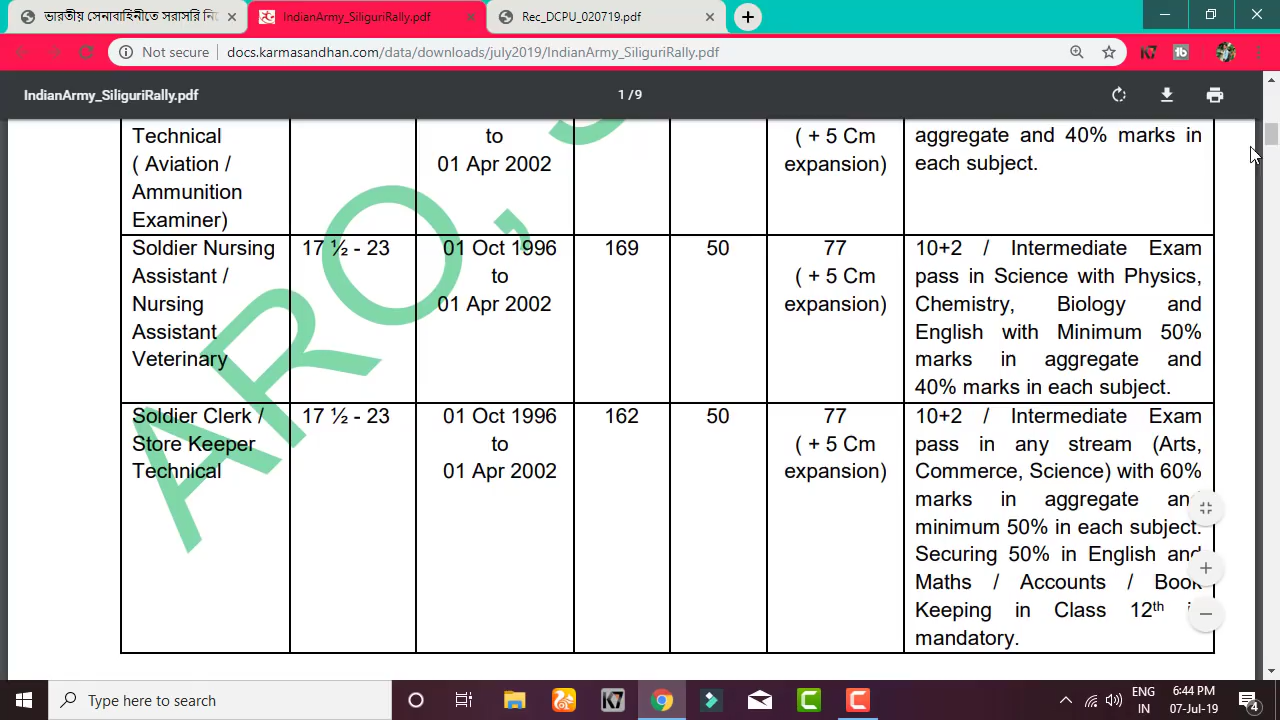 ভারতীয় সেনাবাহিনীতে সরাসরি নি
IndianArmy_SiliguriRally.pdf
Rec_DCPU_020719.pdf
Not secure
docs.karmasandhan.com/data/downloads/july2019/IndianArmy_SiliguriRally.pdf
IndianArmy_SiliguriRally.pdf
1 / 9
Technical
( Aviation /
Ammunition
Examiner)
to
01 Apr 2002
( + 5 Cm
expansion)
aggregate and 40% marks in
each subject.
Soldier Nursing
Assistant /
Nursing
Assistant
Veterinary
17 ½ - 23
01 Oct 1996
to
01 Apr 2002
169
50
77
( + 5 Cm
expansion)
10+2 / Intermediate Exam
pass in Science with Physics,
Chemistry, Biology and
English with Minimum 50%
marks in aggregate and
40% marks in each subject.
Soldier Clerk /
Store Keeper
Technical
17 ½ - 23
01 Oct 1996
to
01 Apr 2002
162
50
77
( + 5 Cm
expansion)
10+2 / Intermediate Exam
pass in any stream (Arts,
Commerce, Science) with 60%
marks in aggregate and
minimum 50% in each subject.
Securing 50% in English and
Maths / Accounts / Book
Keeping in Class 12th
mandatory.
ARO,
Type here to search
ENG
IN
6:44 PM
07-Jul-19
4